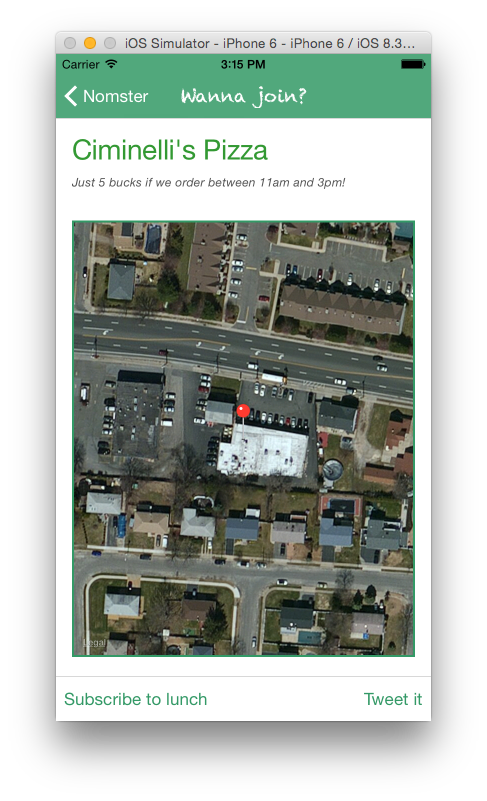 iOS Simulator - iPhone 6 - iPhone 6 / iOS 8.3…
Carrier 3:15 PM
Nomster Wanna join?
Ciminelli's Pizza
Just 5 bucks if we order between 11am and 3pm!
Legal
Subscribe to lunch Tweet it